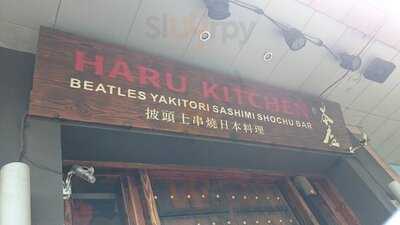 HARU KITCHEN
BEATLES YAKITORI SASHIMI SHOCHU BAR
披頭士串燒日本料理